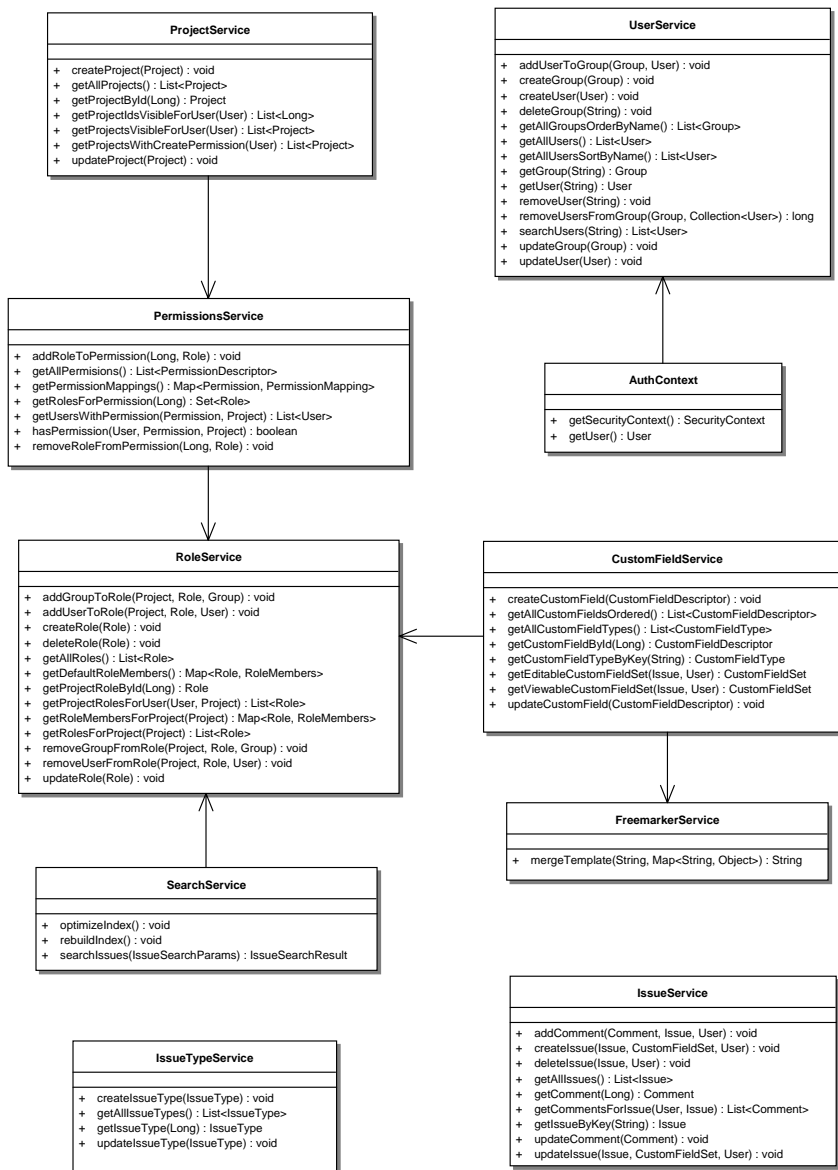 ProjectService
+ createProject(Project) : void
+ getAllProjects() : List<Project>
+ getProjectById(Long) : Project
+ getProjectIdsVisibleForUser(User) : List<Long>
+ getProjectsVisibleForUser(User) : List<Project>
+ getProjectsWithCreatePermission(User) : List<Project>
+ updateProject(Project) : void
UserService
+ addUserToGroup(Group, User) : void
+ createGroup(Group) : void
+ createUser(User) : void
+ deleteGroup(String) : void
+ getAllGroupsOrderByName() : List<Group>
+ getAllUsers() : List<User>
+ getAllUsersSortByName() : List<User>
+ getGroup(String) : Group
+ getUser(String) : User
+ removeUser(String) : void
+ removeUsersFromGroup(Group, Collection<User>) : long
+ searchUsers(String) : List<User>
+ updateGroup(Group) : void
+ updateUser(User) : void
PermissionsService
+ addRoleToPermission(Long, Role) : void
+ getAllPermisions() : List<PermissionDescriptor>
+ getPermissionMappings() : Map<Permission, PermissionMapping>
+ getRolesForPermission(Long) : Set<Role>
+ getUsersWithPermission(Permission, Project) : List<User>
+ hasPermission(User, Permission, Project) : boolean
+ removeRoleFromPermission(Long, Role) : void
AuthContext
+ getSecurityContext() : SecurityContext
+ getUser() : User
RoleService
+ addGroupToRole(Project, Role, Group) : void
+ addUserToRole(Project, Role, User) : void
+ createRole(Role) : void
+ deleteRole(Role) : void
+ getAllRoles() : List<Role>
+ getDefaultRoleMembers() : Map<Role, RoleMembers>
+ getProjectRoleById(Long) : Role
+ getProjectRolesForUser(User, Project) : List<Role>
+ getRoleMembersForProject(Project) : Map<Role, RoleMembers>
+ getRolesForProject(Project) : List<Role>
+ removeGroupFromRole(Project, Role, Group) : void
+ removeUserFromRole(Project, Role, User) : void
+ updateRole(Role) : void
CustomFieldService
+ createCustomField(CustomFieldDescriptor) : void
+ getAllCustomFieldsOrdered() : List<CustomFieldDescriptor>
+ getAllCustomFieldTypes() : List<CustomFieldType>
+ getCustomFieldById(Long) : CustomFieldDescriptor
+ getCustomFieldTypeByKey(String) : CustomFieldType
+ getEditableCustomFieldSet(Issue, User) : CustomFieldSet
+ getViewableCustomFieldSet(Issue, User) : CustomFieldSet
+ updateCustomField(CustomFieldDescriptor) : void
FreemarkerService
+ mergeTemplate(String, Map<String, Object>) : String
SearchService
+ optimizeIndex() : void
+ rebuildIndex() : void
+ searchIssues(IssueSearchParams) : IssueSearchResult
IssueService
+ addComment(Comment, Issue, User) : void
+ createIssue(Issue, CustomFieldSet, User) : void
+ deleteIssue(Issue, User) : void
+ getAllIssues() : List<Issue>
+ getComment(Long) : Comment
+ getCommentsForIssue(User, Issue) : List<Comment>
+ getIssueByKey(String) : Issue
+ updateComment(Comment) : void
+ updateIssue(Issue, CustomFieldSet, User) : void
IssueTypeService
+ createIssueType(IssueType) : void
+ getAllIssueTypes() : List<IssueType>
+ getIssueType(Long) : IssueType
+ updateIssueType(IssueType) : void